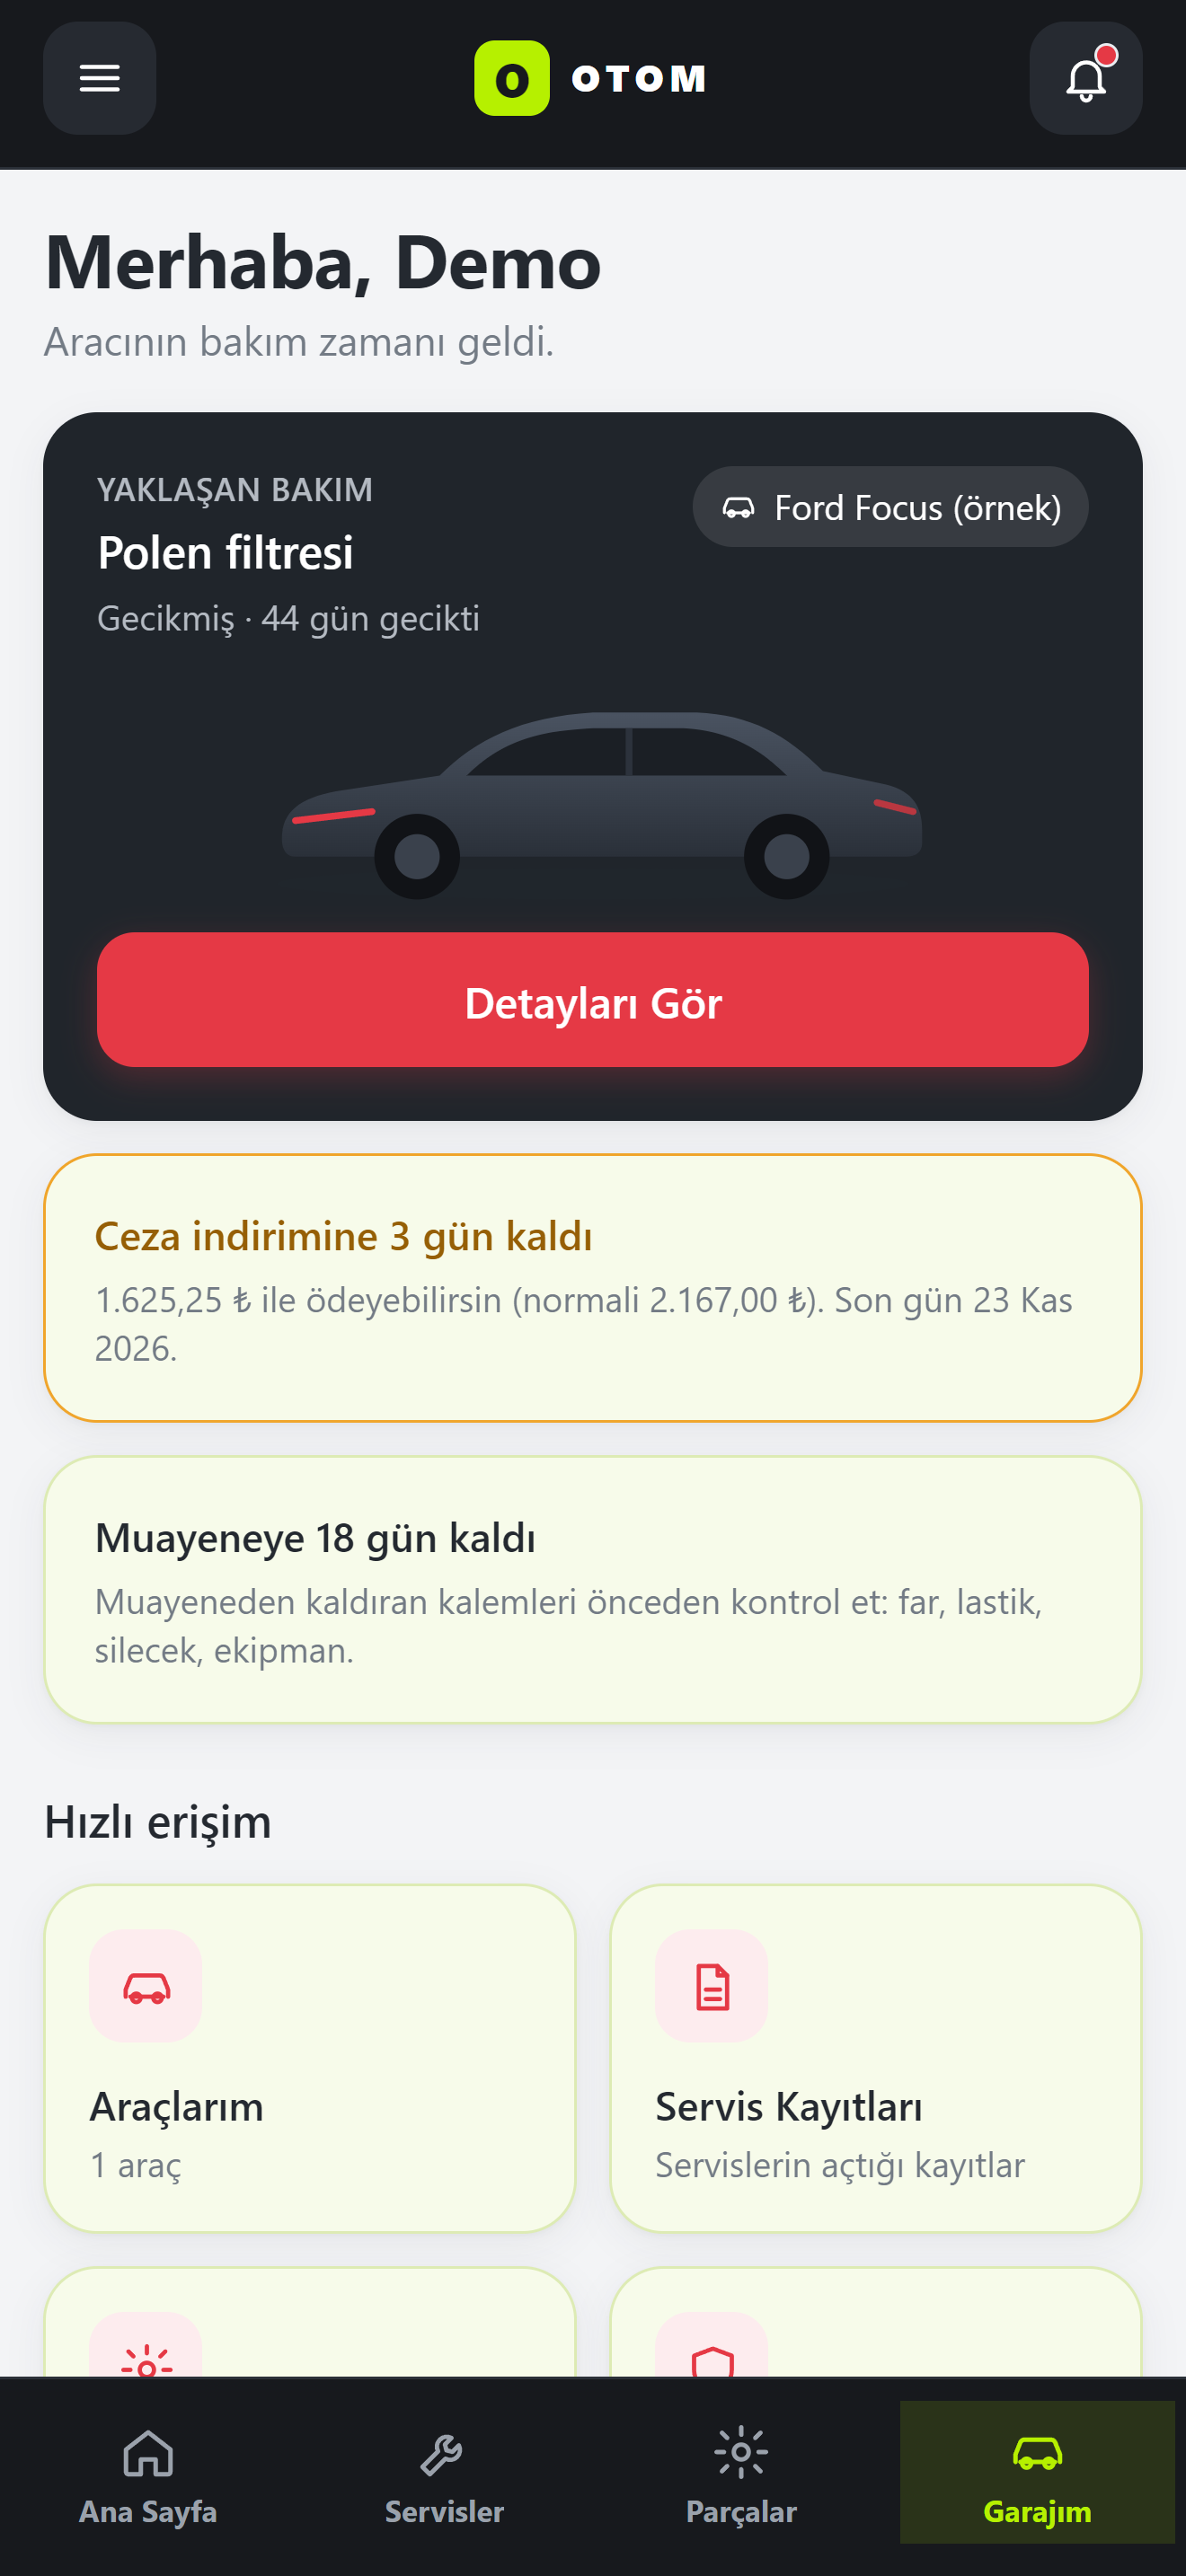 O OTOM
Merhaba, Demo
Aracının bakım zamanı geldi.
YAKLAŞAN BAKIM
Ford Focus (örnek)
Polen filtresi
Gecikmiş · 44 gün gecikti
Detayları Gör
Ceza indirimine 3 gün kaldı
1.625,25 ₺ ile ödeyebilirsin (normali 2.167,00 ₺). Son gün 23 Kas
2026.
Muayeneye 18 gün kaldı
Muayeneden kaldıran kalemleri önceden kontrol et: far, lastik,
silecek, ekipman.
Hızlı erişim
Araçlarım
1 araç
Servis Kayıtları
Servislerin açtığı kayıtlar
Ana Sayfa
Servisler
Parçalar
Garajım